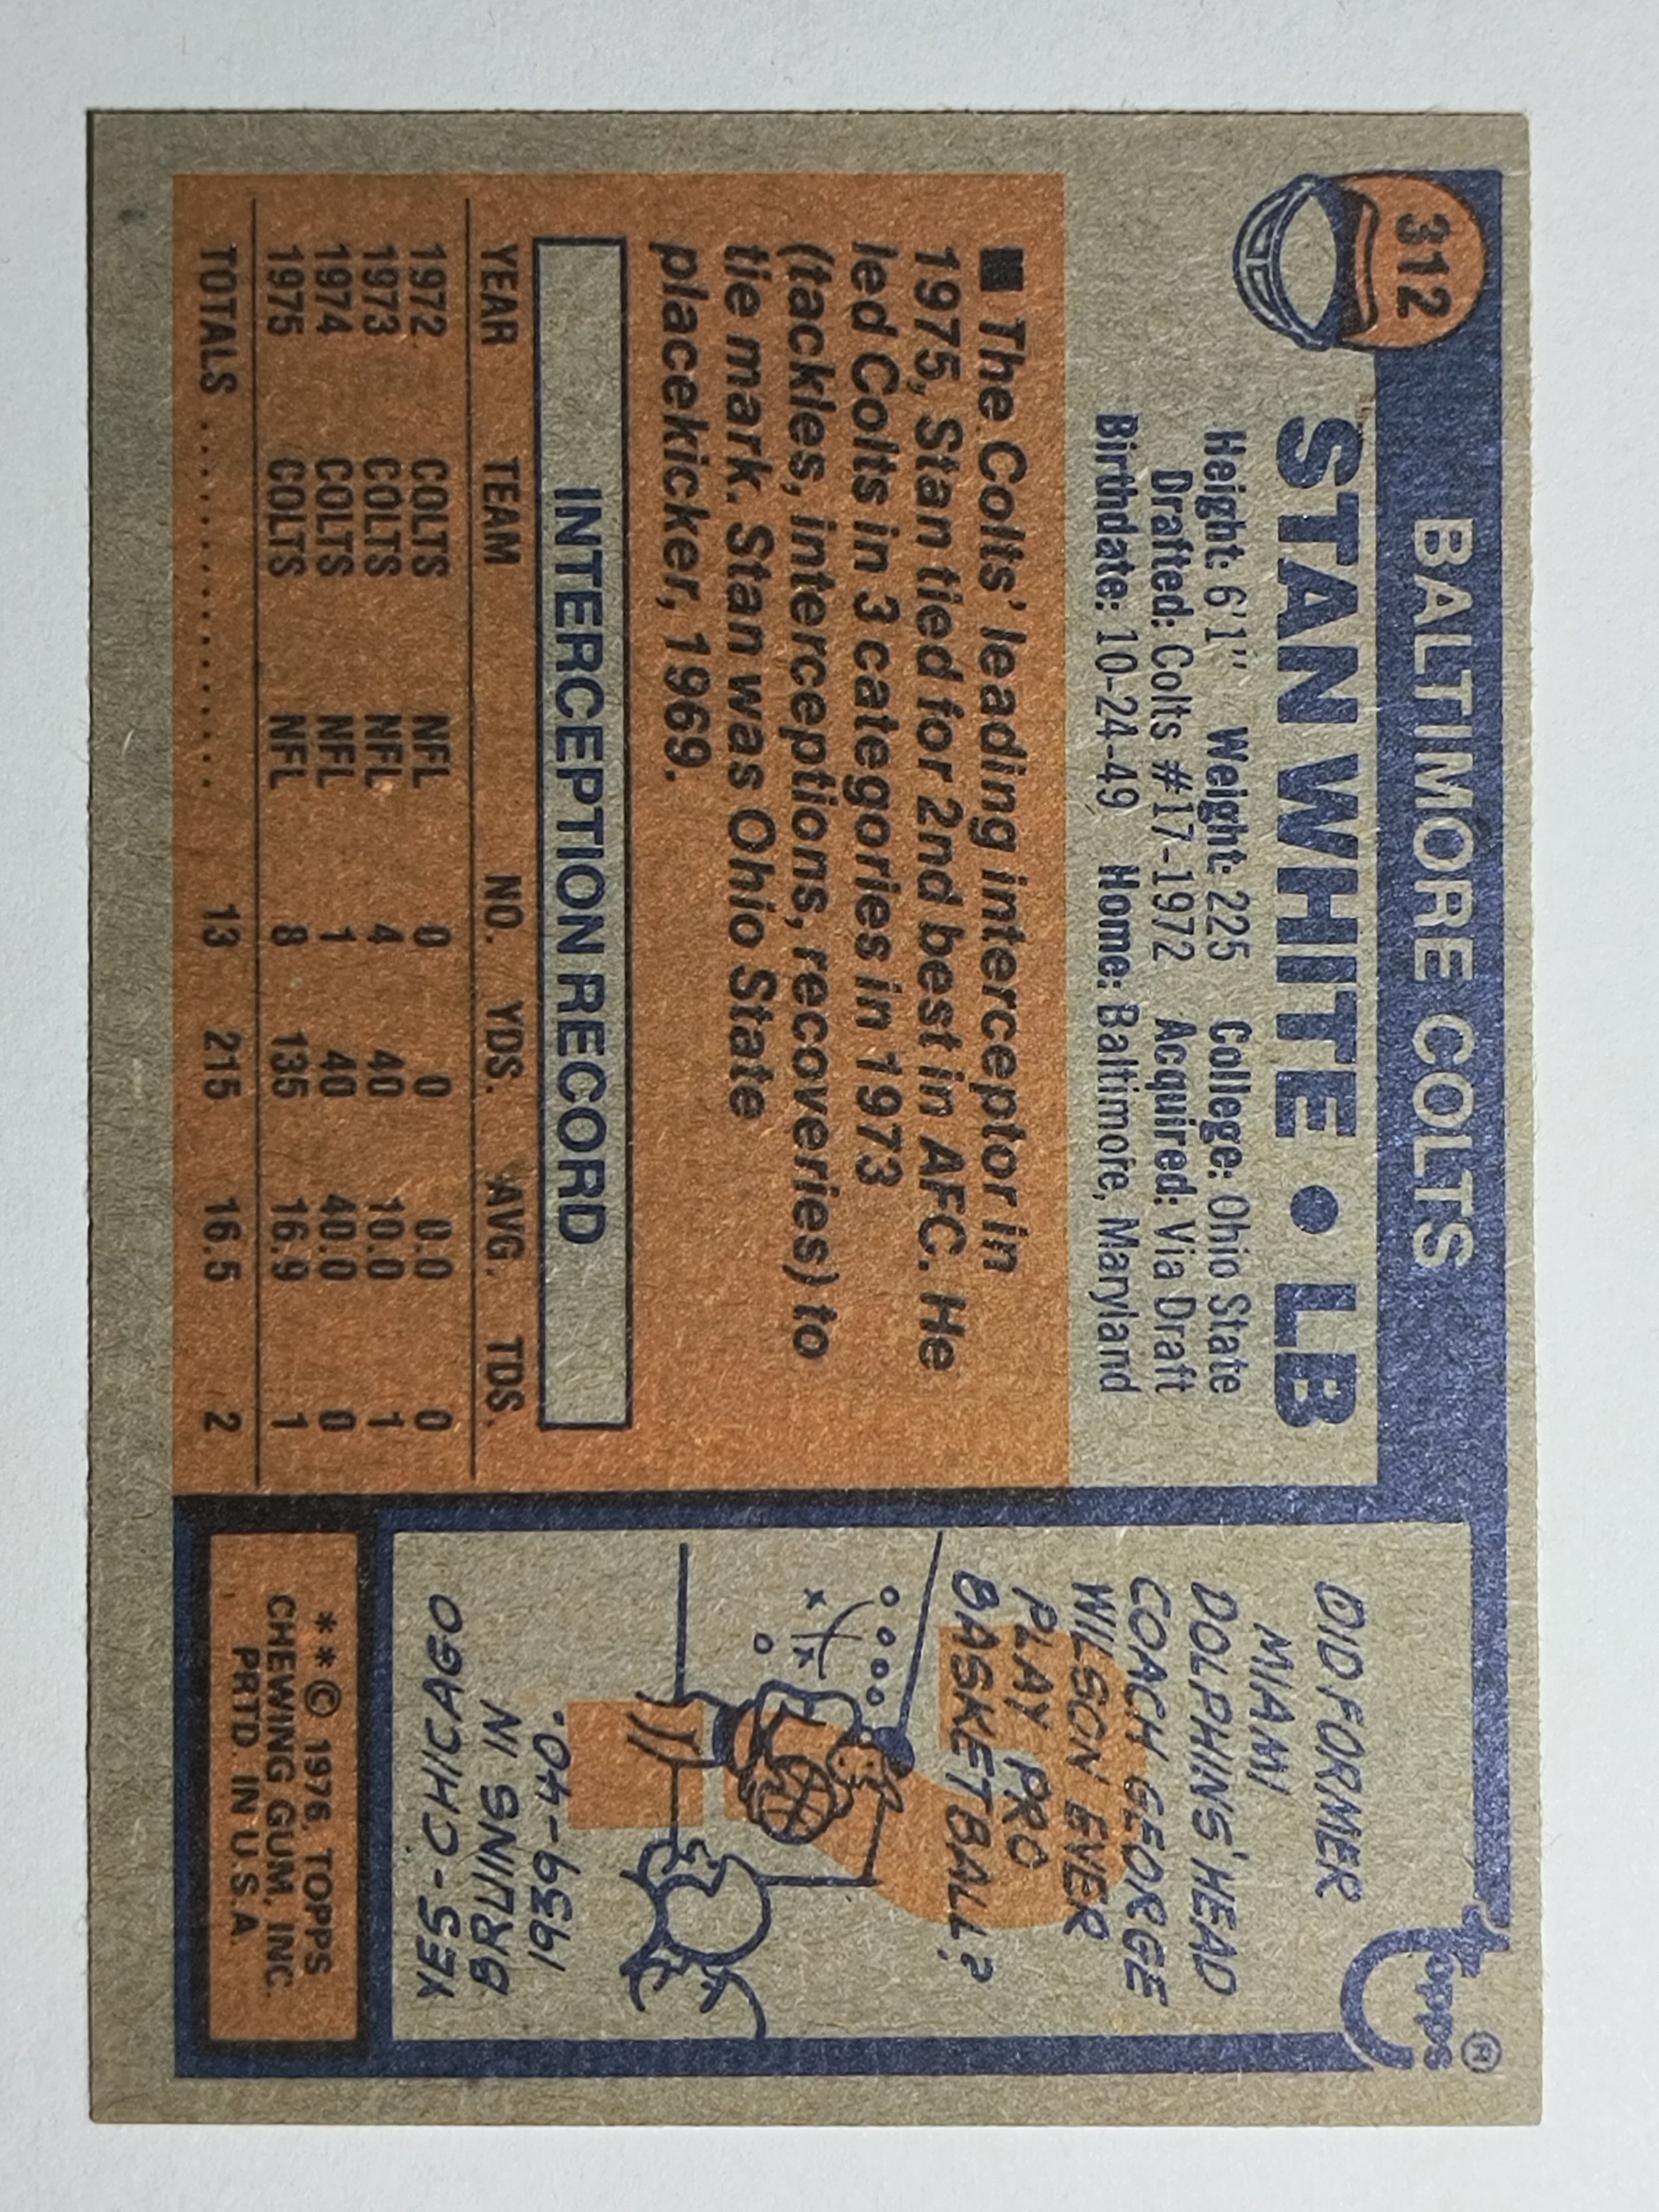 312
BALTIMORE COLTS
STAN WHITE • LB
Height: 6'1" Weight: 225 College: Ohio State
Drafted: Colts #17-1972 Acquired: Via Draft
Birthdate: 10-24-49 Home: Baltimore, Maryland
■ The Colts' leading interceptor in
1975, Stan tied for 2nd best in AFC. He
led Colts in 3 categories in 1973
(tackles, interceptions, recoveries) to
tie mark. Stan was Ohio State
placekicker, 1969.
INTERCEPTION RECORD
YEAR TEAM NO. YDS. AVG. TDS.
1972 COLTS NFL 0 0 0.0 0
1973 COLTS NFL 4 40 10.0 1
1974 COLTS NFL 1 40 40.0 0
1975 COLTS NFL 8 135 16.9 1
TOTALS ................ 13 215 16.5 2
Topps ®
DID FORMER
MIAMI
DOLPHINS' HEAD
COACH GEORGE
WILSON EVER
PLAY PRO
BASKETBALL?
YES-CHICAGO
BRUINS IN
1939-40.
** © 1976, TOPPS
CHEWING GUM, INC.
PRTD. IN U.S.A.